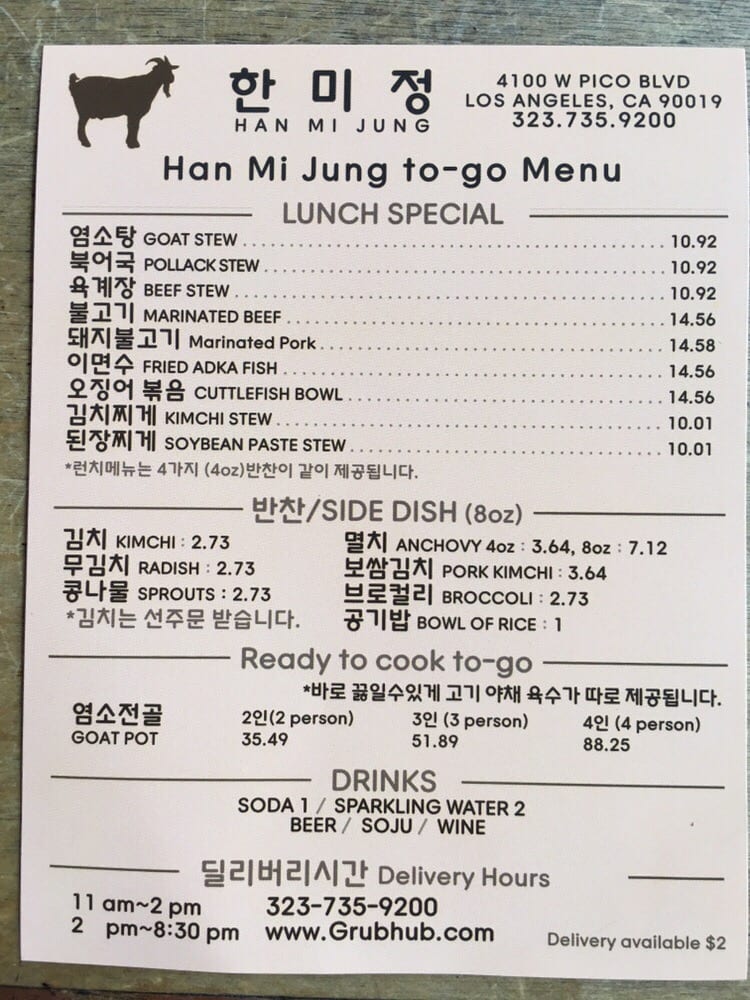 한 미 정
HAN MI JUNG
4100 W PICO BLVD
LOS ANGELES, CA 90019
323.735.9200
Han Mi Jung to-go Menu
LUNCH SPECIAL
염소탕 GOAT STEW 10.92
북어국 POLLACK STEW 10.92
육계장 BEEF STEW 10.92
불고기 MARINATED BEEF 14.56
돼지불고기 Marinated Pork 14.58
이면수 FRIED ADKA FISH 14.56
오징어 볶음 CUTTLEFISH BOWL 14.56
김치찌게 KIMCHI STEW 10.01
된장찌게 SOYBEAN PASTE STEW 10.01
*런치메뉴는 4가지 (4oz)반찬이 같이 제공됩니다.
반찬/SIDE DISH (8oz)
김치 KIMCHI : 2.73
무김치 RADISH : 2.73
콩나물 SPROUTS : 2.73
*김치는 선주문 받습니다.
멸치 ANCHOVY 4oz : 3.64, 8oz : 7.12
보쌈김치 PORK KIMCHI : 3.64
브로컬리 BROCCOLI : 2.73
공기밥 BOWL OF RICE : 1
Ready to cook to-go
*바로 끓일수있게 고기 야채 육수가 따로 제공됩니다.
염소전골 2인(2 person) 3인 (3 person) 4인 (4 person)
GOAT POT 35.49 51.89 88.25
DRINKS
SODA 1 / SPARKLING WATER 2
BEER / SOJU / WINE
딜리버리시간 Delivery Hours
11 am~2 pm 323-735-9200
2 pm~8:30 pm www.Grubhub.com
Delivery available $2